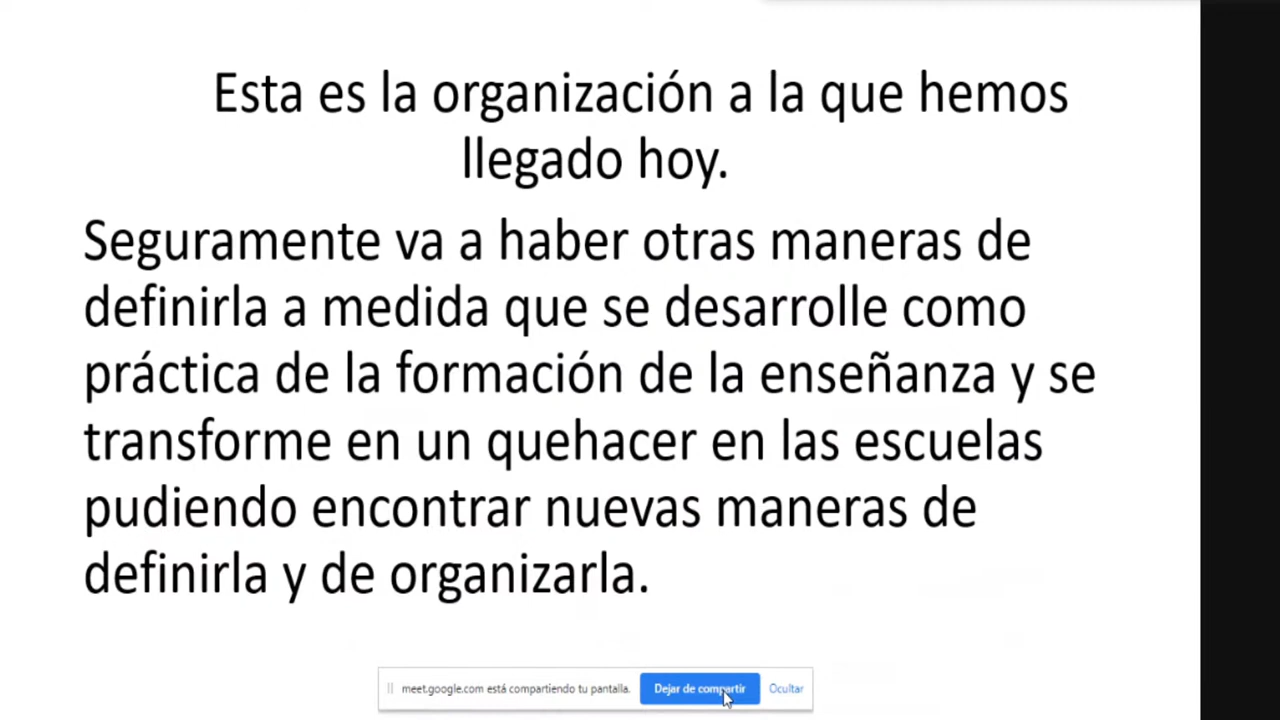 Esta es la organización a la que hemos
llegado hoy.
Seguramente va a haber otras maneras de
definirla a medida que se desarrolle como
práctica de la formación de la enseñanza y se
transforme en un quehacer en las escuelas
pudiendo encontrar nuevas maneras de
definirla y de organizarla.
meet.google.com está compartiendo tu pantalla. Dejar de compartir Ocultar